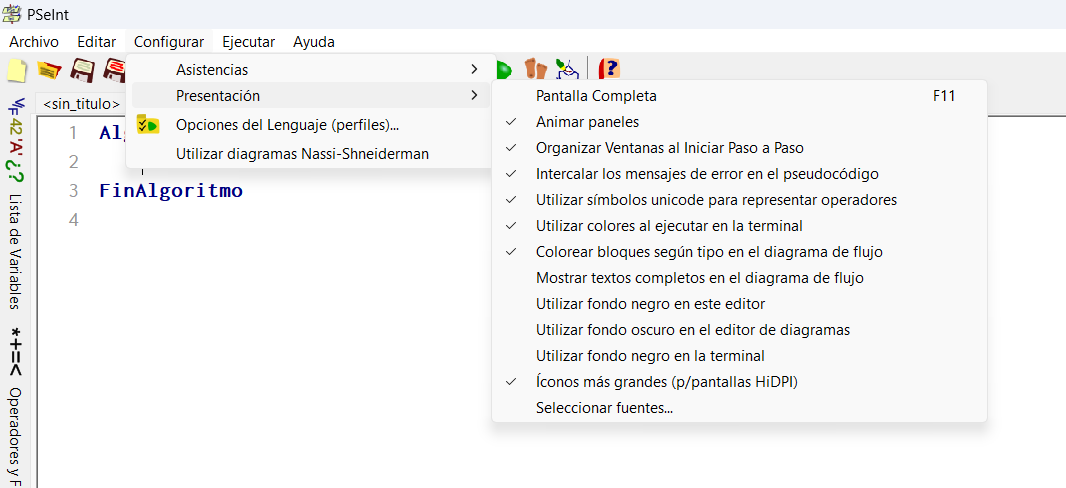 PSeInt
Archivo Editar Configurar Ejecutar Ayuda
Asistencias
Presentación
Opciones del Lenguaje (perfiles)...
Utilizar diagramas Nassi-Shneiderman
Pantalla Completa F11
Animar paneles
Organizar Ventanas al Iniciar Paso a Paso
Intercalar los mensajes de error en el pseudocódigo
Utilizar símbolos unicode para representar operadores
Utilizar colores al ejecutar en la terminal
Colorear bloques según tipo en el diagrama de flujo
Mostrar textos completos en el diagrama de flujo
Utilizar fondo negro en este editor
Utilizar fondo oscuro en el editor de diagramas
Utilizar fondo negro en la terminal
Íconos más grandes (p/pantallas HiDPI)
Seleccionar fuentes...
<sin_titulo>
1 Al
2
3 FinAlgoritmo
4
VF 42 'A' ¿?
Lista de Variables
*+=<
Operadores y F